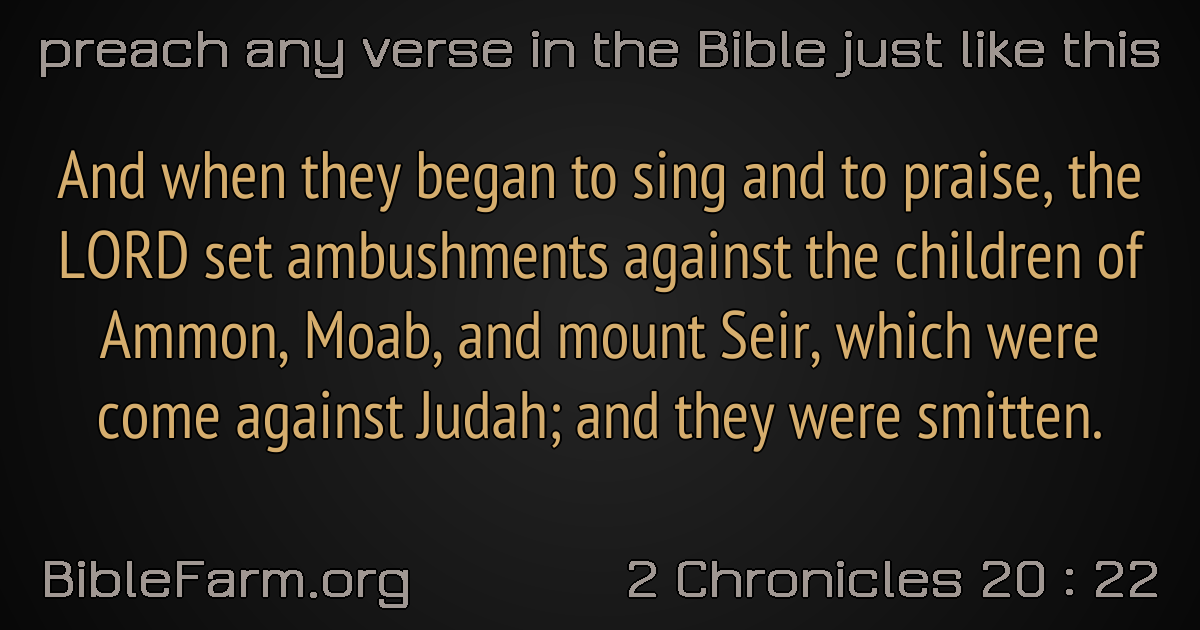 preach any verse in the Bible just like this
And when they began to sing and to praise, the
LORD set ambushments against the children of
Ammon, Moab, and mount Seir, which were
come against Judah; and they were smitten.
BibleFarm.org
2 Chronicles 20 : 22